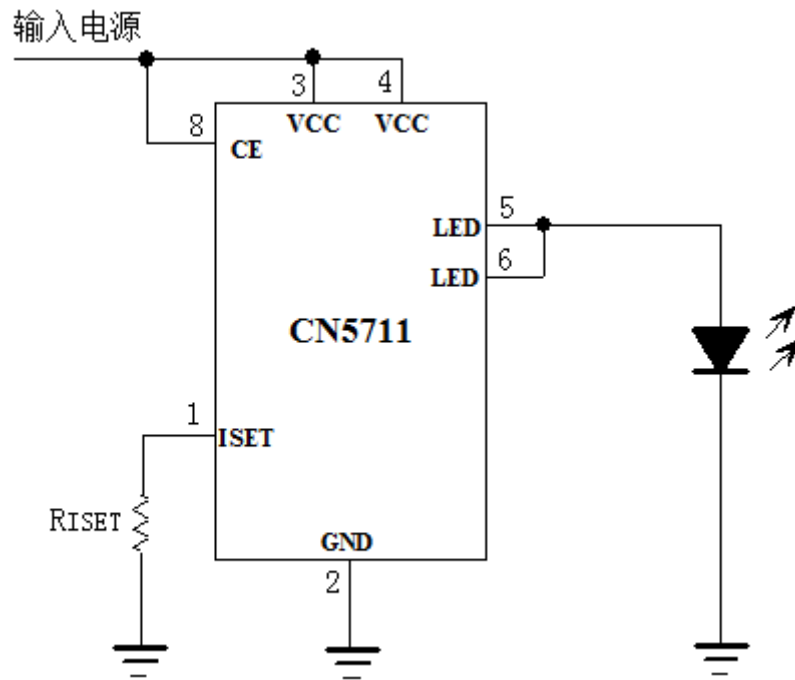 输入电源
3
4
8
VCC
VCC
CE
5
LED
6
LED
CN5711
1
ISET
RISET
GND
2